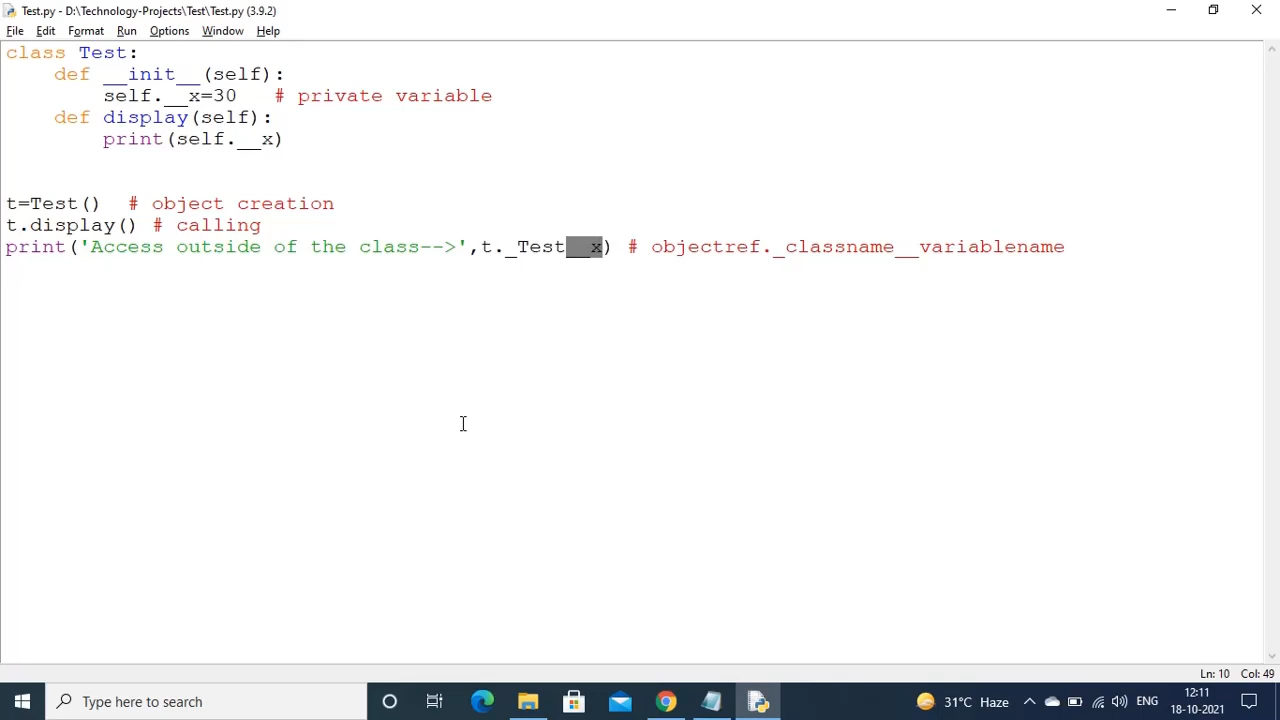 Test.py - D:\Technology-Projects\Test\Test.py (3.9.2)
File Edit Format Run Options Window Help
class Test:
    def __init__(self):
        self.__x=30   # private variable
    def display(self):
        print(self.__x)
t=Test()  # object creation
t.display() # calling
print('Access outside of the class-->',t._Test__x) # objectref._classname__variablename
Ln: 10 Col: 49
Type here to search
31°C Haze
ENG
12:11
18-10-2021